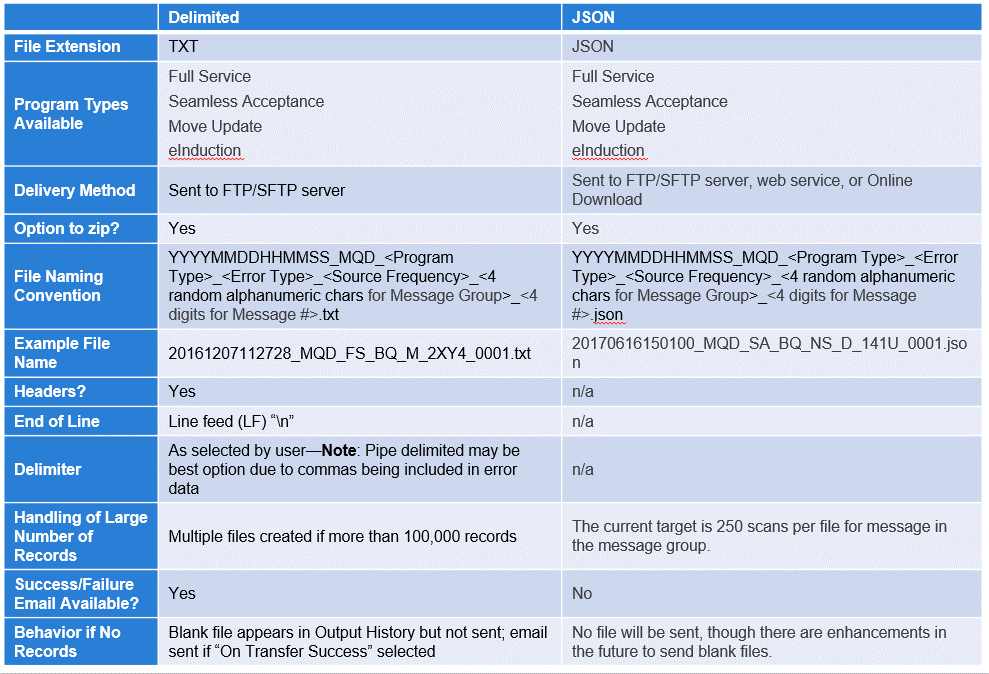 Delimited
JSON
File Extension
TXT
JSON
Program Types
Available
Full Service
Seamless Acceptance
Move Update
eInduction
Full Service
Seamless Acceptance
Move Update
eInduction
Delivery Method
Sent to FTP/SFTP server
Sent to FTP/SFTP server, web service, or Online
Download
Option to zip?
Yes
Yes
File Naming
Convention
YYYYMMDDHHMMSS_MQD_<Program
Type>_<Error Type>_<Source Frequency>_<4
random alphanumeric chars for Message Group>_<4
digits for Message #>.txt
YYYYMMDDHHMMSS_MQD_<Program Type>_<Error
Type>_<Source Frequency>_<4 random alphanumeric
chars for Message Group>_<4 digits for Message
#>.json
Example File
Name
20161207112728_MQD_FS_BQ_M_2XY4_0001.txt
20170616150100_MQD_SA_BQ_NS_D_141U_0001.jso
n
Headers?
Yes
n/a
End of Line
Line feed (LF) “\n”
n/a
Delimiter
As selected by user—Note: Pipe delimited may be
best option due to commas being included in error
data
n/a
Handling of Large
Number of
Records
Multiple files created if more than 100,000 records
The current target is 250 scans per file for message in
the message group.
Success/Failure
Email Available?
Yes
No
Behavior if No
Records
Blank file appears in Output History but not sent; email
sent if “On Transfer Success” selected
No file will be sent, though there are enhancements in
the future to send blank files.